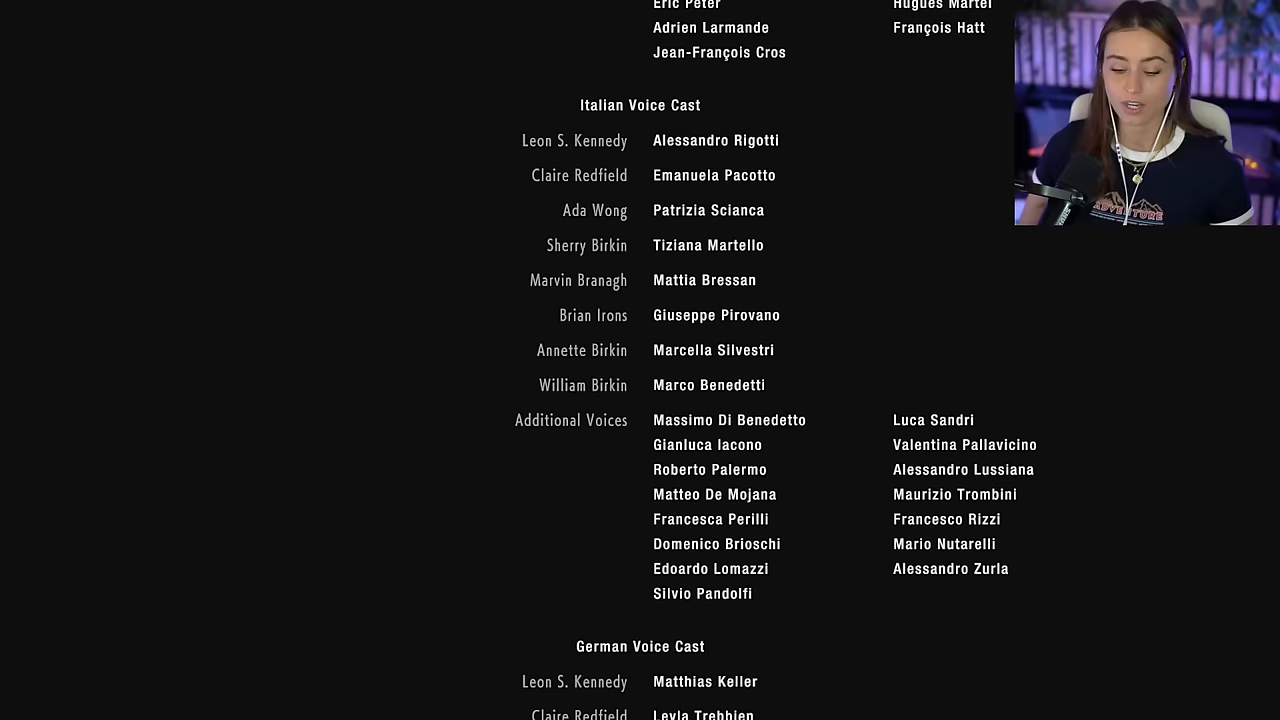 Eric Peter Hugues Martel
Adrien Larmande François Hatt
Jean-François Cros
Italian Voice Cast
Leon S. Kennedy Alessandro Rigotti
Claire Redfield Emanuela Pacotto
Ada Wong Patrizia Scianca
Sherry Birkin Tiziana Martello
Marvin Branagh Mattia Bressan
Brian Irons Giuseppe Pirovano
Annette Birkin Marcella Silvestri
William Birkin Marco Benedetti
Additional Voices Massimo Di Benedetto Luca Sandri
Gianluca Iacono Valentina Pallavicino
Roberto Palermo Alessandro Lussiana
Matteo De Mojana Maurizio Trombini
Francesca Perilli Francesco Rizzi
Domenico Brioschi Mario Nutarelli
Edoardo Lomazzi Alessandro Zurla
Silvio Pandolfi
German Voice Cast
Leon S. Kennedy Matthias Keller
Claire Redfield Leyla Trebbien
ADVENTURE